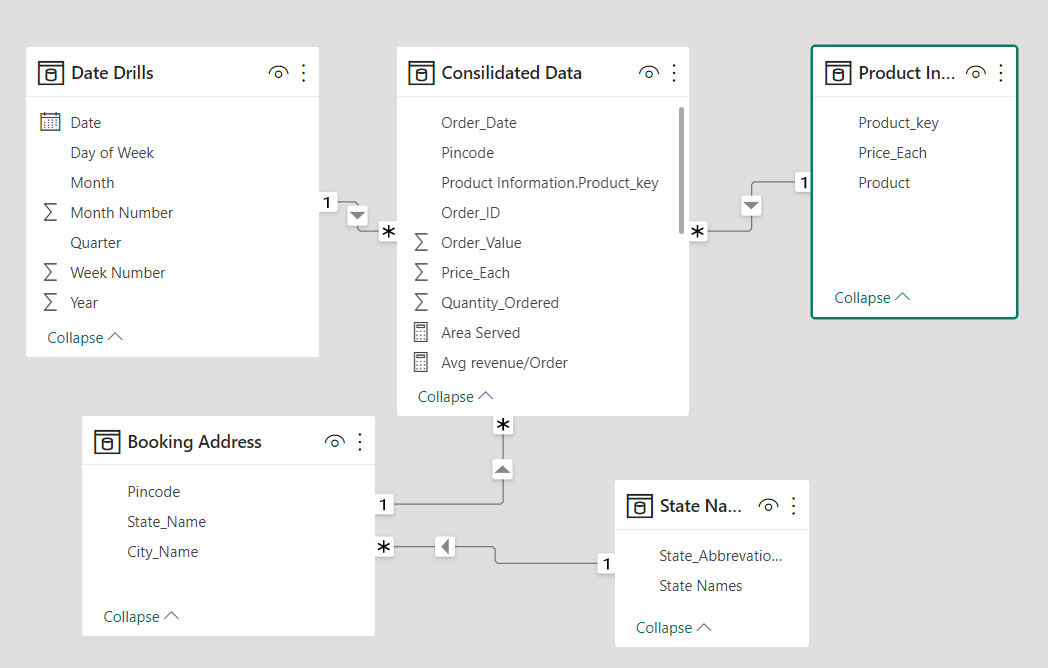 Date Drills
Date
Day of Week
Month
Month Number
Quarter
Week Number
Year
Collapse
Consilidated Data
Order_Date
Pincode
Product Information.Product_key
Order_ID
Order_Value
Price_Each
Quantity_Ordered
Area Served
Avg revenue/Order
Collapse
Product In...
Product_key
Price_Each
Product
Collapse
1
*
*
1
Booking Address
Pincode
State_Name
City_Name
Collapse
*
1
*
1
State Na...
State_Abbrevatio...
State Names
Collapse